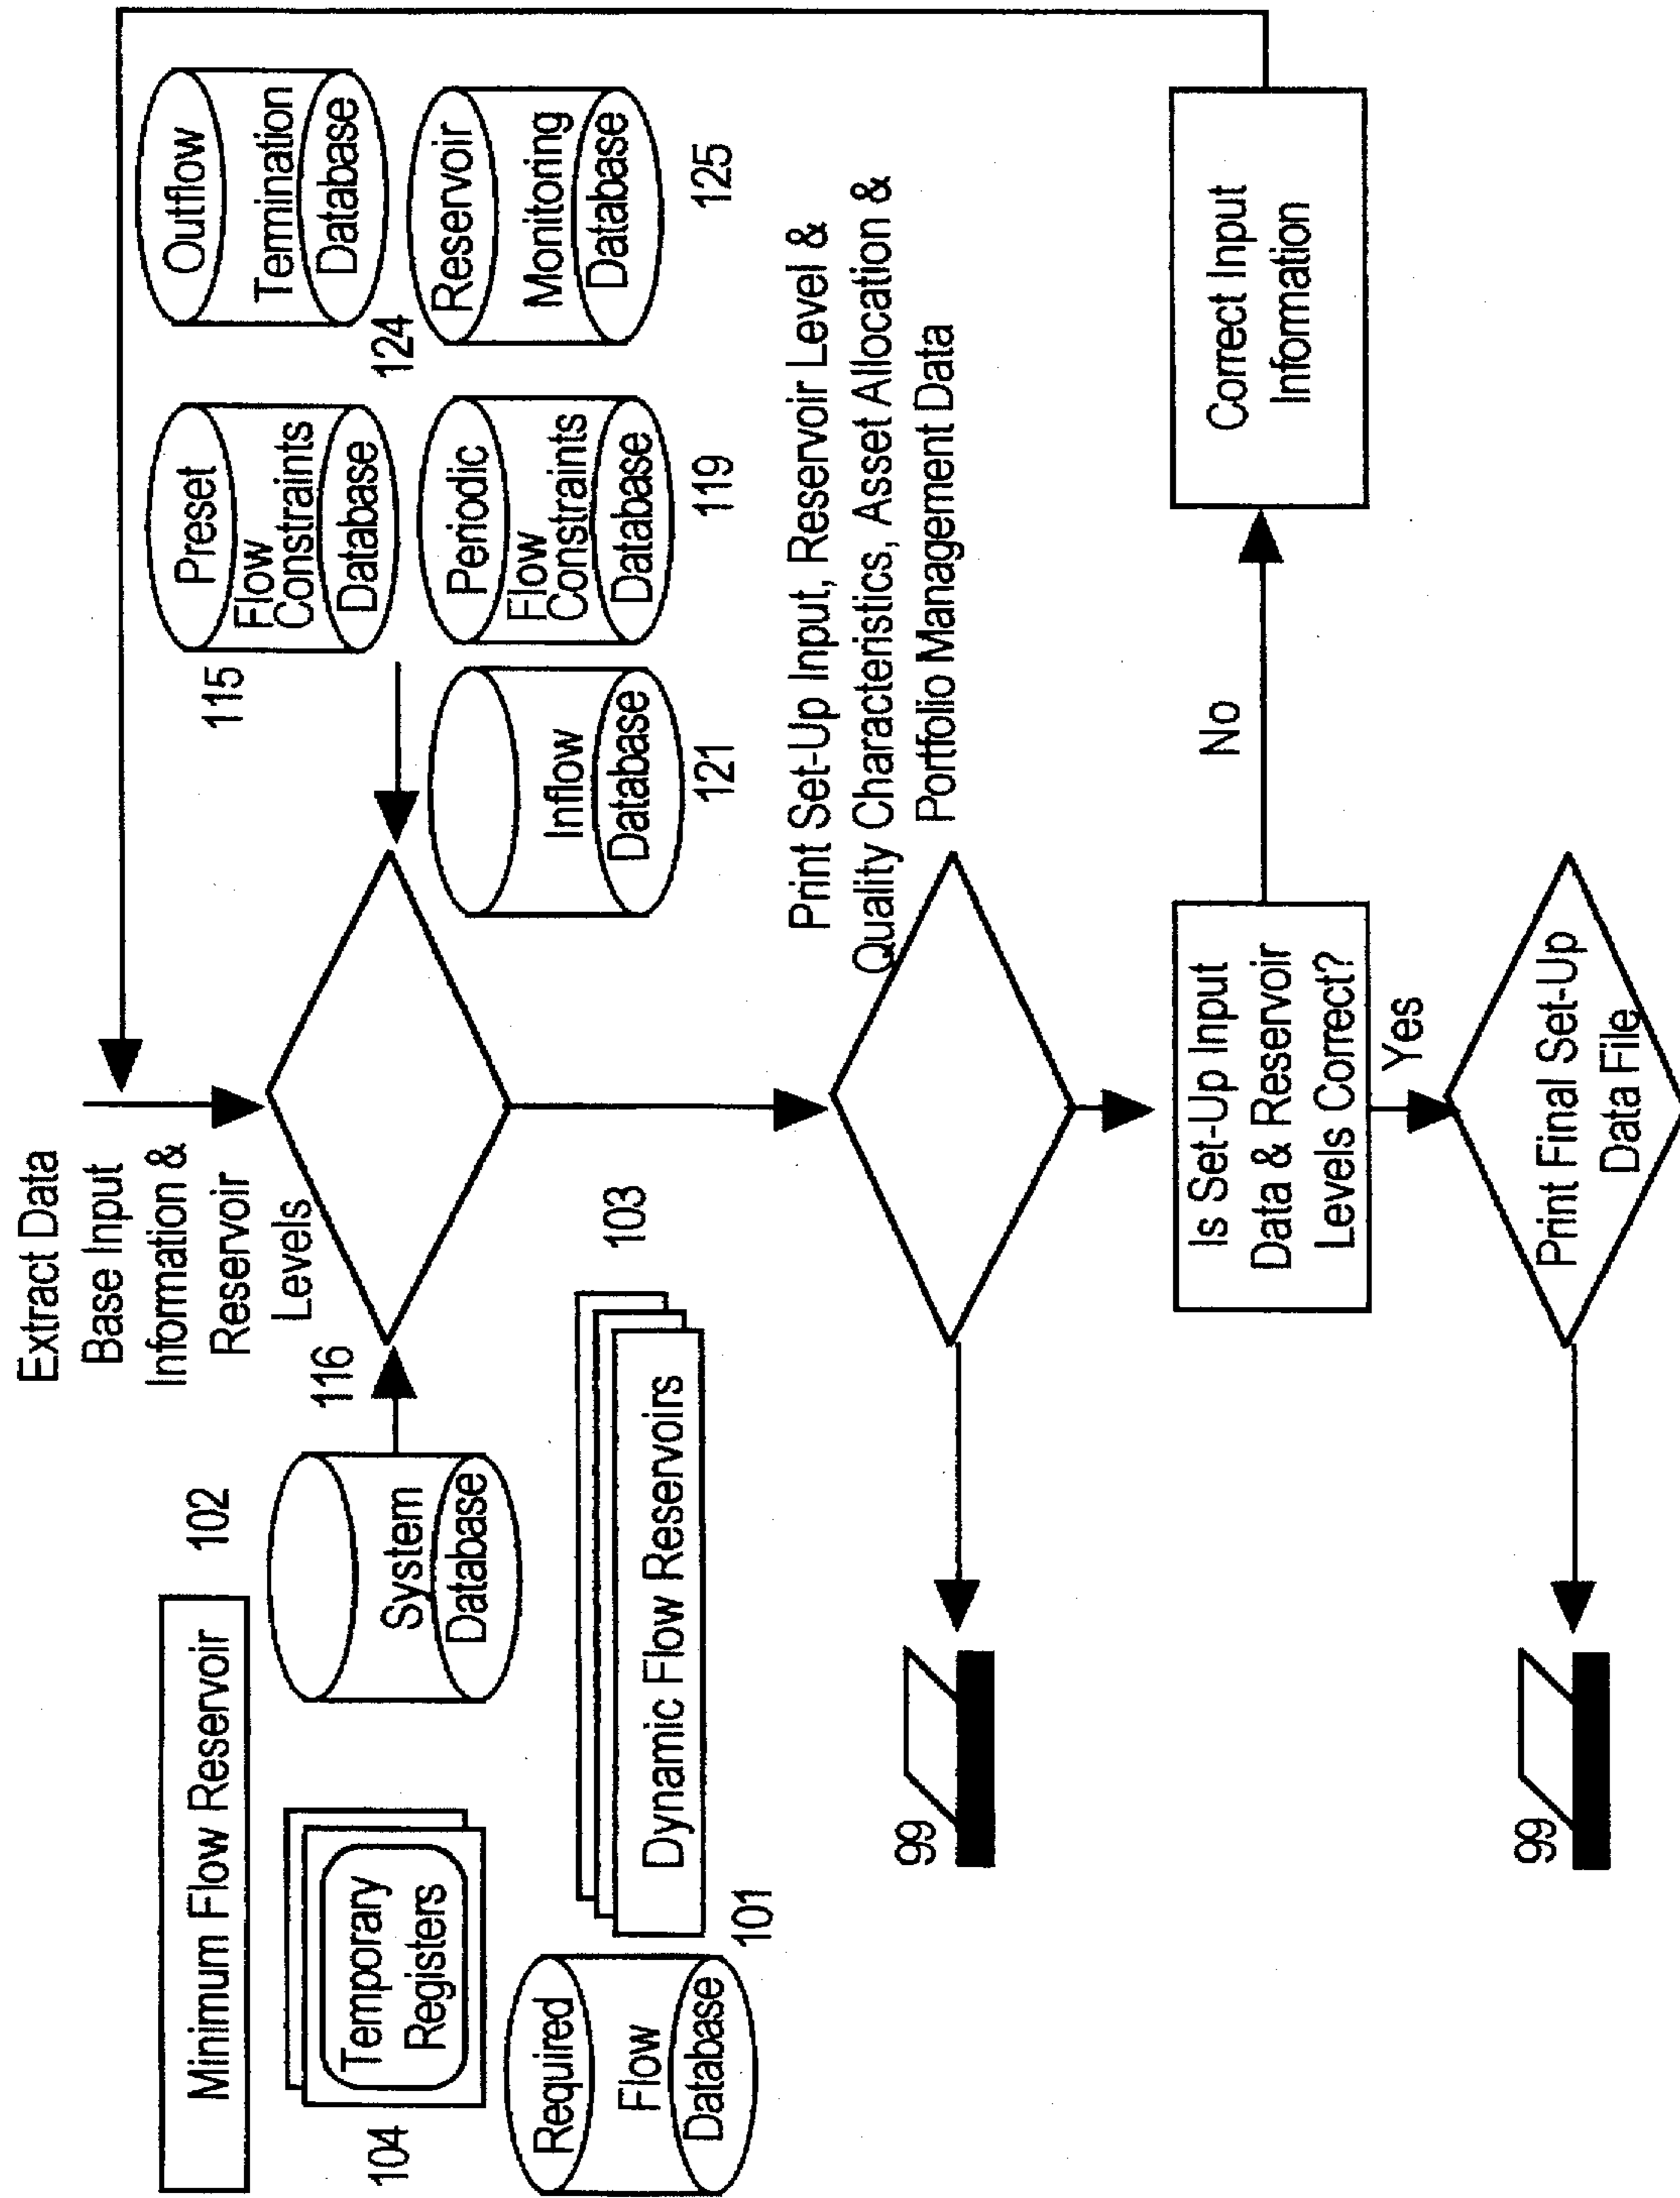 Extract Data
Base Input
Information &
Reservoir
Levels
Minimum Flow Reservoir
102
Temporary
Registers
104
System
Database
116
Required
Flow
Database
101
Dynamic Flow Reservoirs
103
115
Preset
Flow
Constraints
Database
124
Outflow
Temination
Database
Inflow
Database
121
Periodic
Flow
Constraints
Database
119
Reservoir
Monitoring
Database
125
Print Set-Up Input, Reservoir Level &
Quality Characteristics, Asset Allocation &
Portfolio Management Data
99
Is Set-Up Input
Data & Reservoir
Levels Correct?
No
Correct Input
Information
Yes
Print Final Set-Up
Data File
99